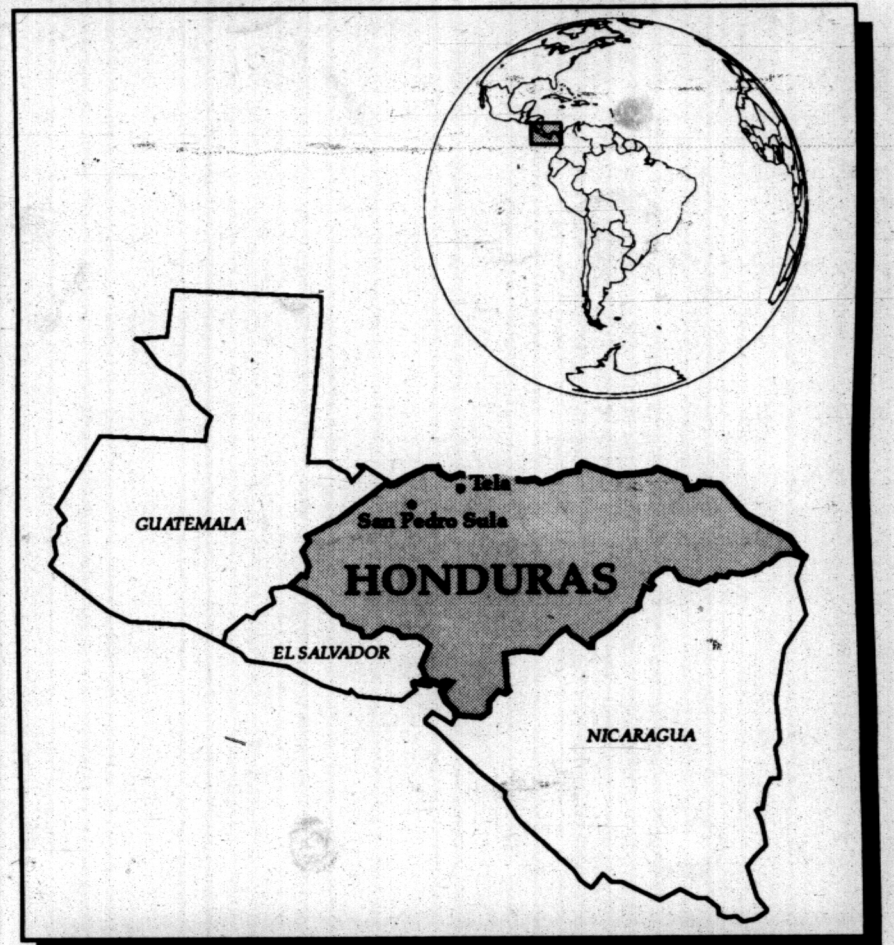 Tela
San Pedro Sula
GUATEMALA
HONDURAS
EL SALVADOR
NICARAGUA